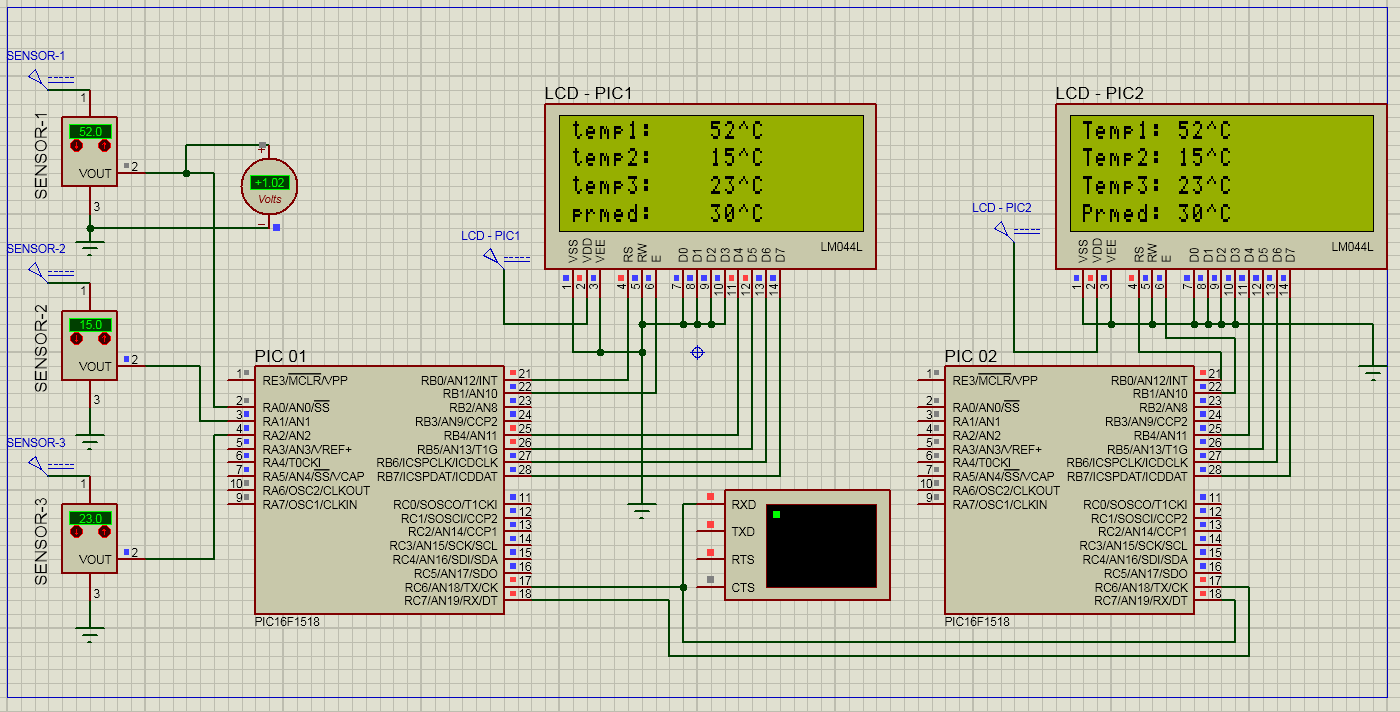 SENSOR-1
1
SENSOR-1
52.0
VOUT
2
3
+
+1.02
Volts
SENSOR-2
1
SENSOR-2
15.0
VOUT
2
3
SENSOR-3
1
SENSOR-3
23.0
VOUT
2
3
LCD - PIC1
temp1: 52^C
temp2: 15^C
temp3: 23^C
prmed: 30^C
LM044L
VSS VDD VEE RS RW E D0 D1 D2 D3 D4 D5 D6 D7
1 2 3 4 5 6 7 8 9 10 11 12 13 14
LCD - PIC1
LCD - PIC2
Temp1: 52^C
Temp2: 15^C
Temp3: 23^C
Prmed: 30^C
LM044L
VSS VDD VEE RS RW E D0 D1 D2 D3 D4 D5 D6 D7
1 2 3 4 5 6 7 8 9 10 11 12 13 14
LCD - PIC2
PIC 01
1 RE3/MCLR/VPP
2 RA0/AN0/SS
3 RA1/AN1
4 RA2/AN2
5 RA3/AN3/VREF+
6 RA4/T0CKI
7 RA5/AN4/SS/VCAP
10 RA6/OSC2/CLKOUT
9 RA7/OSC1/CLKIN
RB0/AN12/INT 21
RB1/AN10 22
RB2/AN8 23
RB3/AN9/CCP2 24
RB4/AN11 25
RB5/AN13/T1G 26
RB6/ICSPCLK/ICDCLK 27
RB7/ICSPDAT/ICDDAT 28
RC0/SOSCO/T1CKI 11
RC1/SOSCI/CCP2 12
RC2/AN14/CCP1 13
RC3/AN15/SCK/SCL 14
RC4/AN16/SDI/SDA 15
RC5/AN17/SDO 16
RC6/AN18/TX/CK 17
RC7/AN19/RX/DT 18
PIC16F1518
RXD
TXD
RTS
CTS
PIC 02
1 RE3/MCLR/VPP
2 RA0/AN0/SS
3 RA1/AN1
4 RA2/AN2
5 RA3/AN3/VREF+
6 RA4/T0CKI
7 RA5/AN4/SS/VCAP
10 RA6/OSC2/CLKOUT
9 RA7/OSC1/CLKIN
RB0/AN12/INT 21
RB1/AN10 22
RB2/AN8 23
RB3/AN9/CCP2 24
RB4/AN11 25
RB5/AN13/T1G 26
RB6/ICSPCLK/ICDCLK 27
RB7/ICSPDAT/ICDDAT 28
RC0/SOSCO/T1CKI 11
RC1/SOSCI/CCP2 12
RC2/AN14/CCP1 13
RC3/AN15/SCK/SCL 14
RC4/AN16/SDI/SDA 15
RC5/AN17/SDO 16
RC6/AN18/TX/CK 17
RC7/AN19/RX/DT 18
PIC16F1518